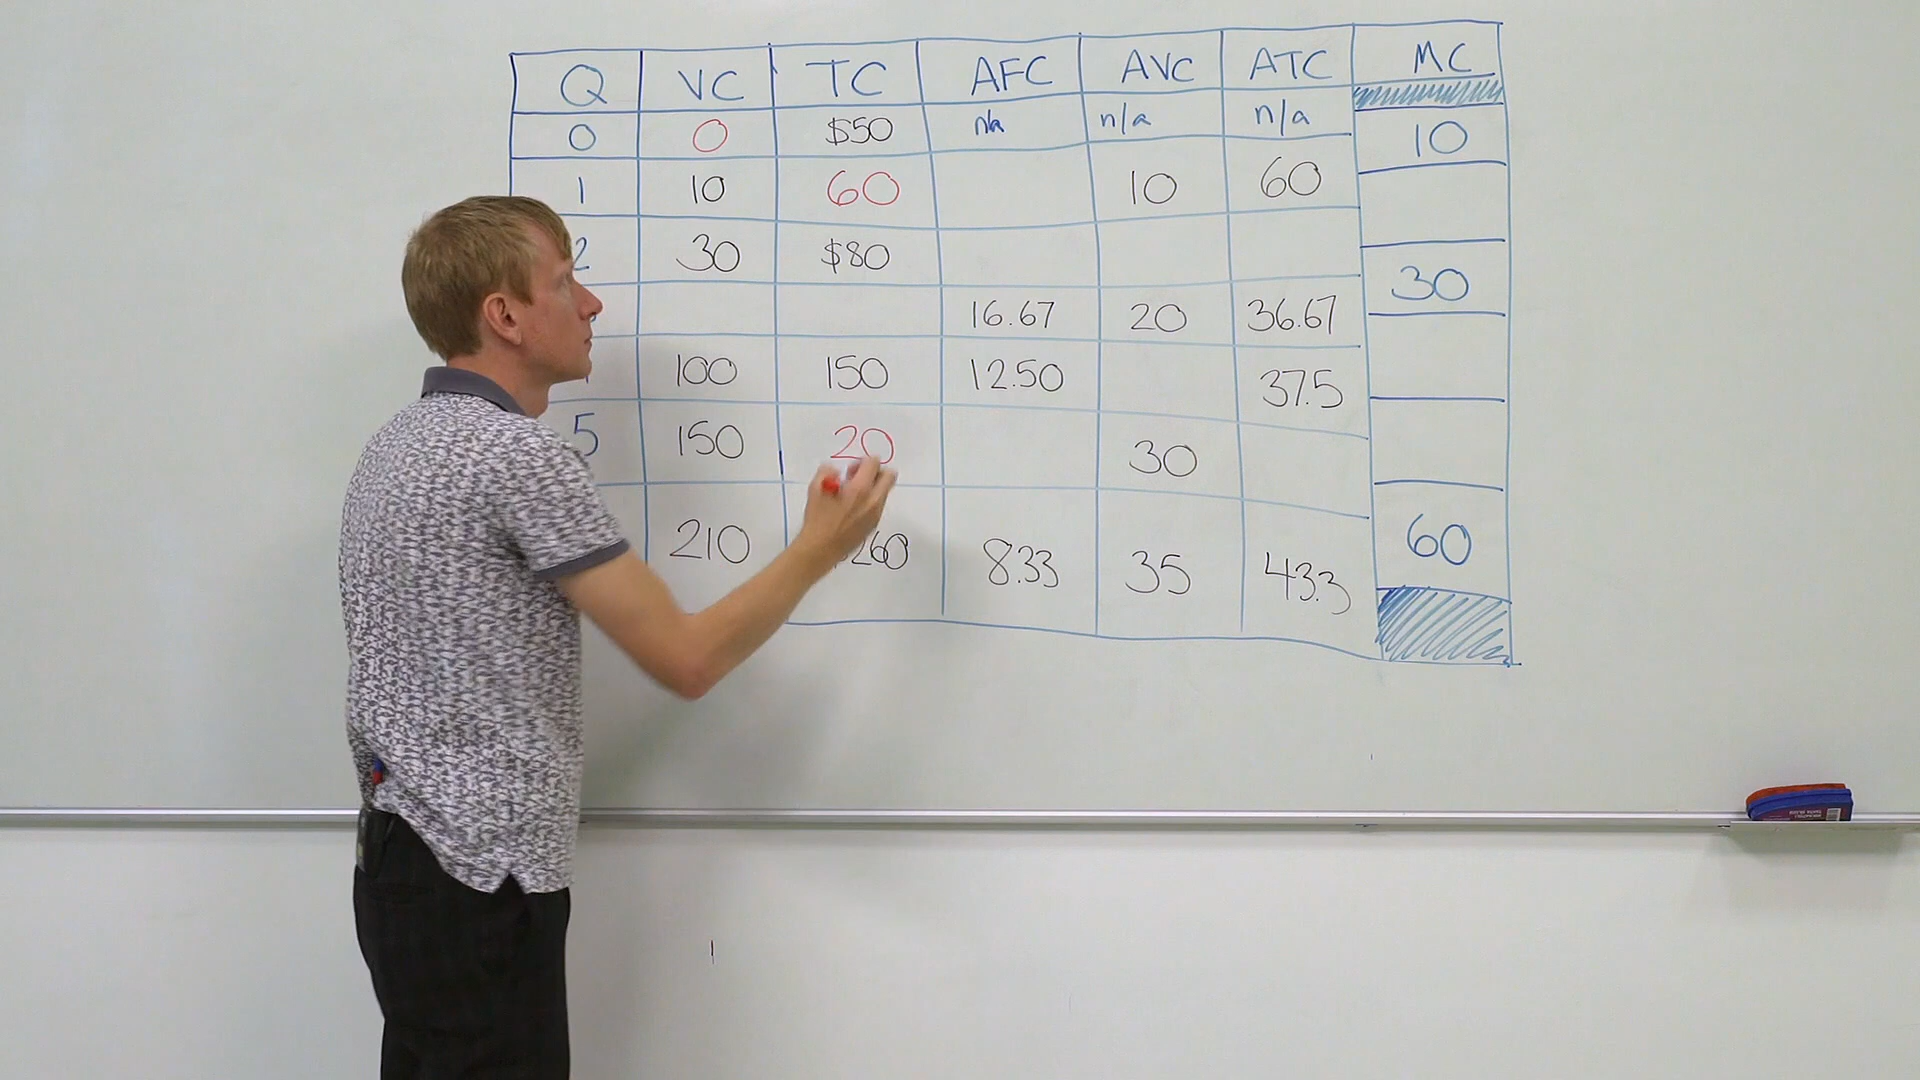 Q VC TC AFC AVC ATC MC
0 0 $50 n/a n/a n/a
10
1 10 60 10 60
2 30 $80
30
16.67 20 36.67
100 150 12.50 37.5
5 150 20 30
60
210 260 8.33 35 43.3